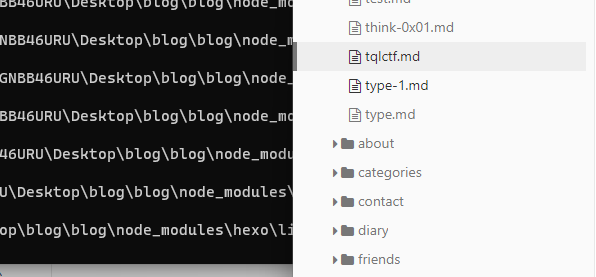 BB46URU\Desktop\blog\blog\node_m
NBB46URU\Desktop\blog\blog\node_mo
GNBB46URU\Desktop\blog\blog\node_
BB46URU\Desktop\blog\blog\node_mo
46URU\Desktop\blog\blog\node_modul
U\Desktop\blog\blog\node_modules\
op\blog\blog\node_modules\hexo\li
test.md
think-0x01.md
tqlctf.md
type-1.md
type.md
about
categories
contact
diary
friends